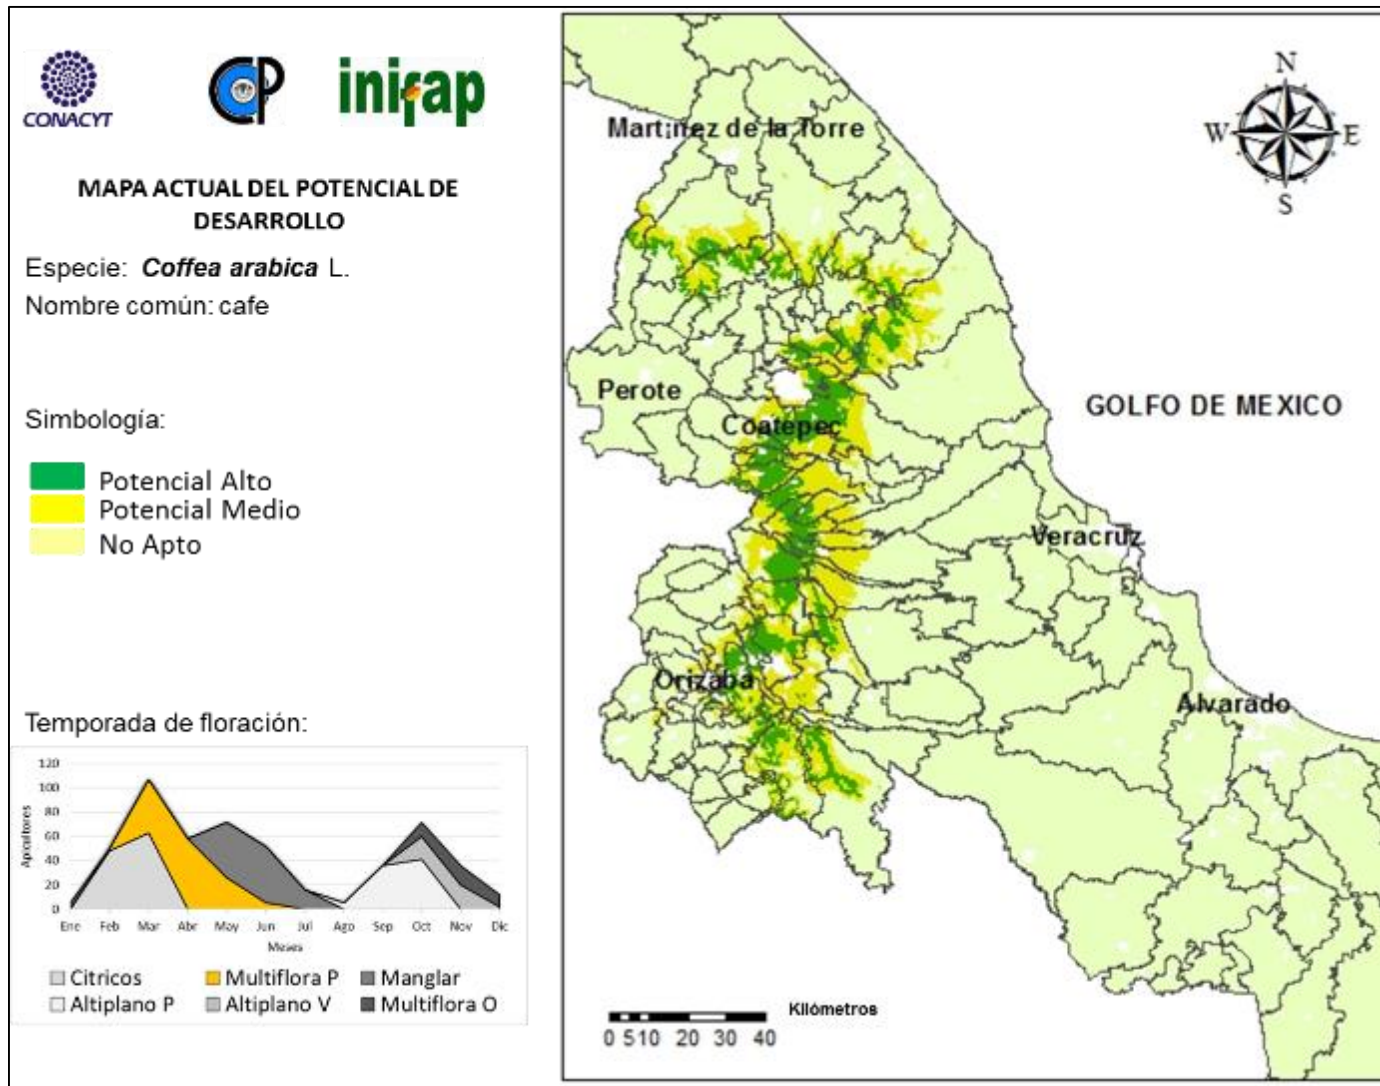 CONACYT
CP
inifap
MAPA ACTUAL DEL POTENCIAL DE
DESARROLLO
Especie: Coffea arabica L.
Nombre común: cafe
Simbología:
Potencial Alto
Potencial Medio
No Apto
Temporada de floración:
120
100
80
60
40
20
0
Apicultores
Ene Feb Mar Abr May Jun Jul Ago Sep Oct Nov Dic
Meses
Citricos Multiflora P Manglar
Altiplano P Altiplano V Multiflora O
Mart¡nez de la Torre
N
W E
S
Perote
Coatepec
GOLFO DE MEXICO
Veracruz
Orizaba
Alvarado
Kilómetros
0 5 10 20 30 40